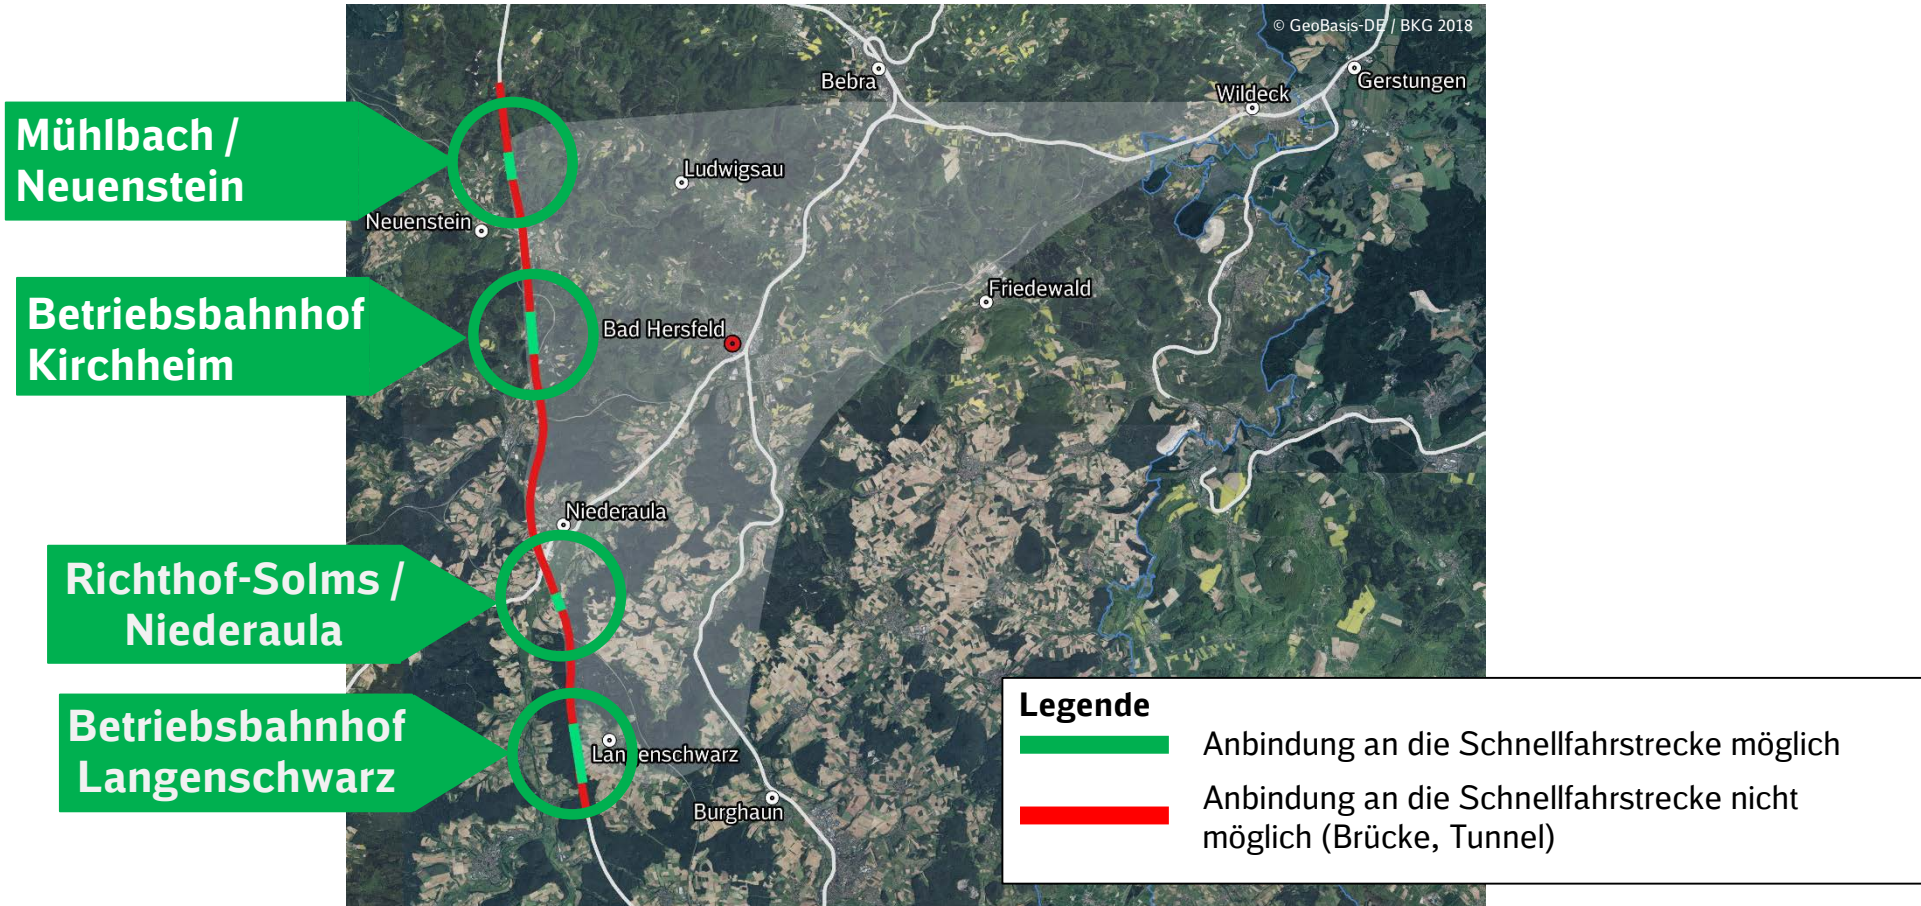 © GeoBasis-DE / BKG 2018
Bebra
Gerstungen
Wildeck
Mühlbach /
Neuenstein
Ludwigsau
Neuenstein
Friedewald
Betriebsbahnhof
Kirchheim
Bad Hersfeld
Niederaula
Richthof-Solms /
Niederaula
Betriebsbahnhof
Langenschwarz
Langenschwarz
Burghaun
Legende
Anbindung an die Schnellfahrstrecke möglich
Anbindung an die Schnellfahrstrecke nicht
möglich (Brücke, Tunnel)